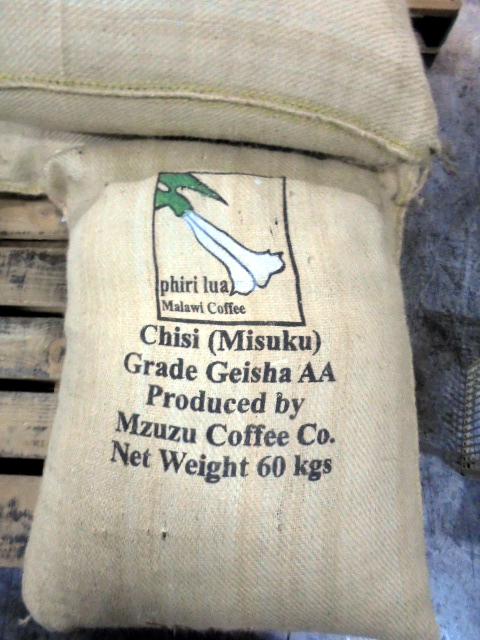 phiri lua
Malawi Coffee
Chisi (Misuku)
Grade Geisha AA
Produced by
Mzuzu Coffee Co.
Net Weight 60 kgs